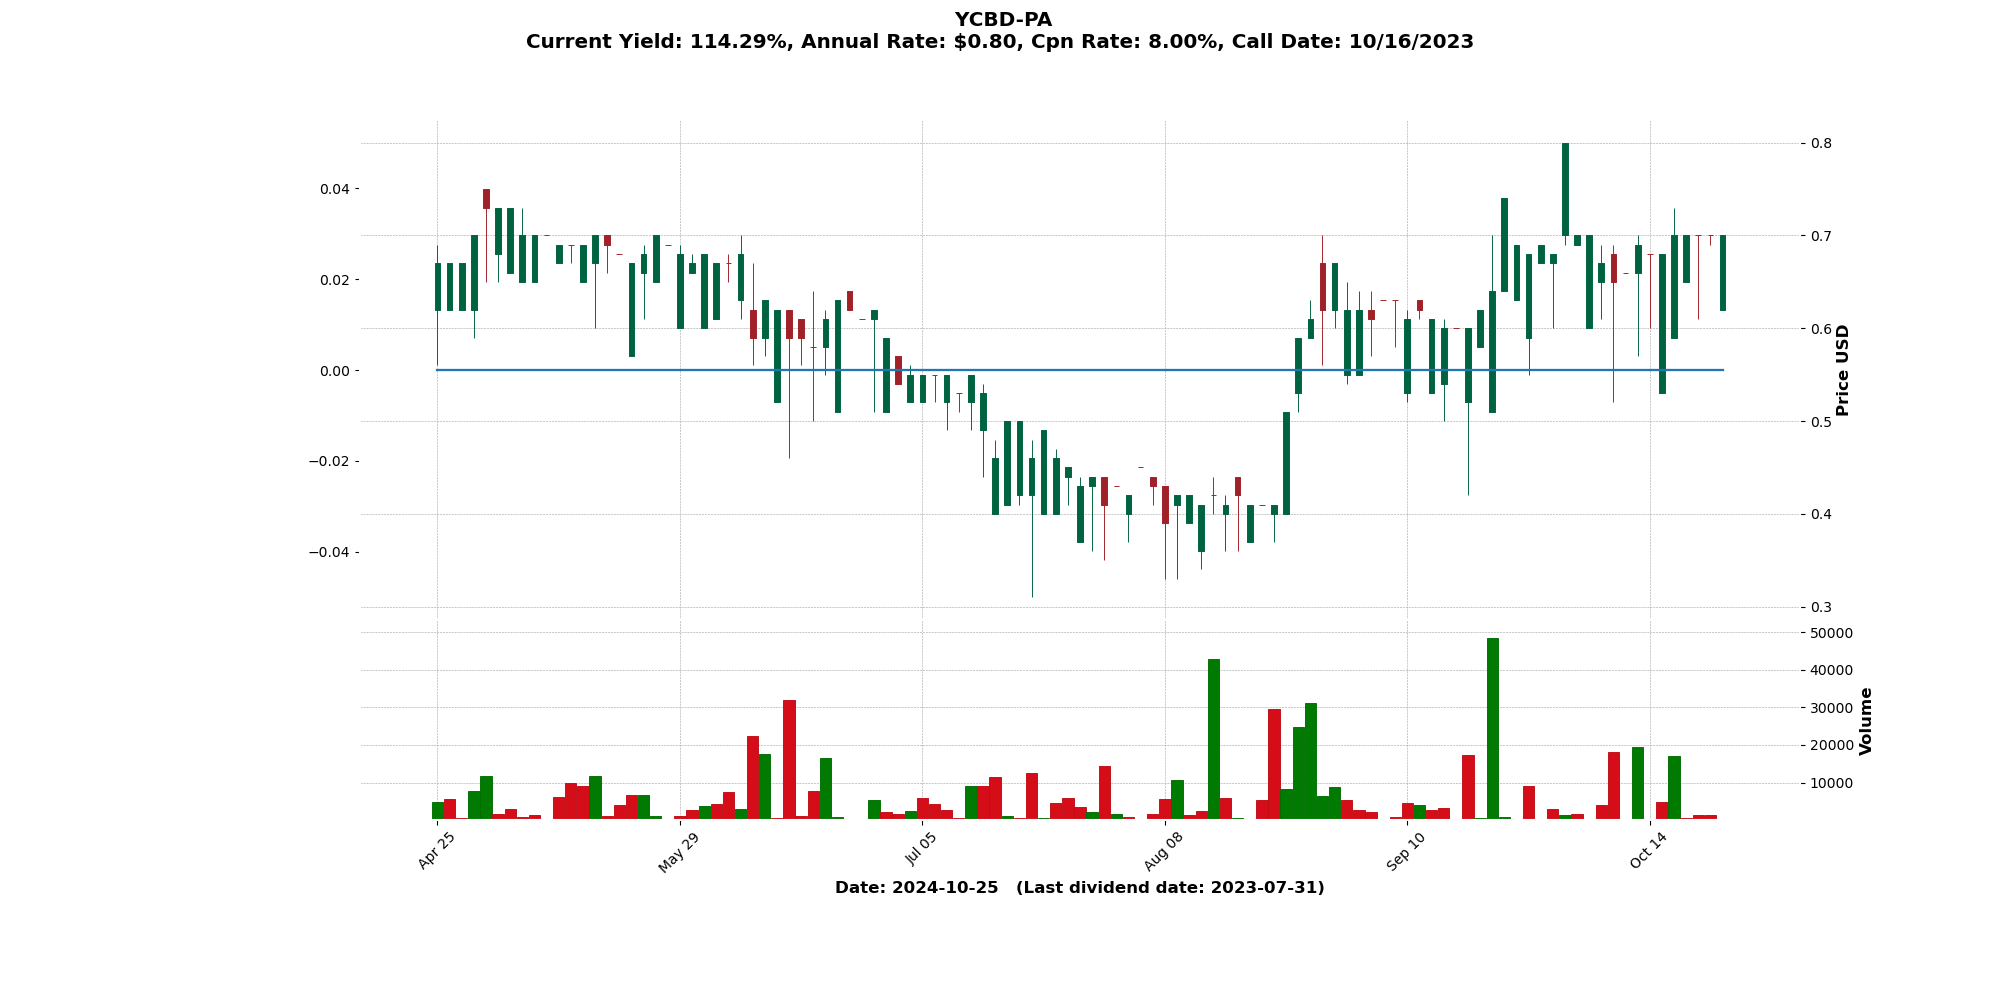 YCBD-PA
Current Yield: 114.29%, Annual Rate: $0.80, Cpn Rate: 8.00%, Call Date: 10/16/2023
0.04
0.02
0.00
−0.02
−0.04
0.8
0.7
0.6
0.5
0.4
0.3
Price USD
50000
40000
30000
20000
10000
Volume
Apr 25
May 29
Jul 05
Aug 08
Sep 10
Oct 14
Date: 2024-10-25 (Last dividend date: 2023-07-31)